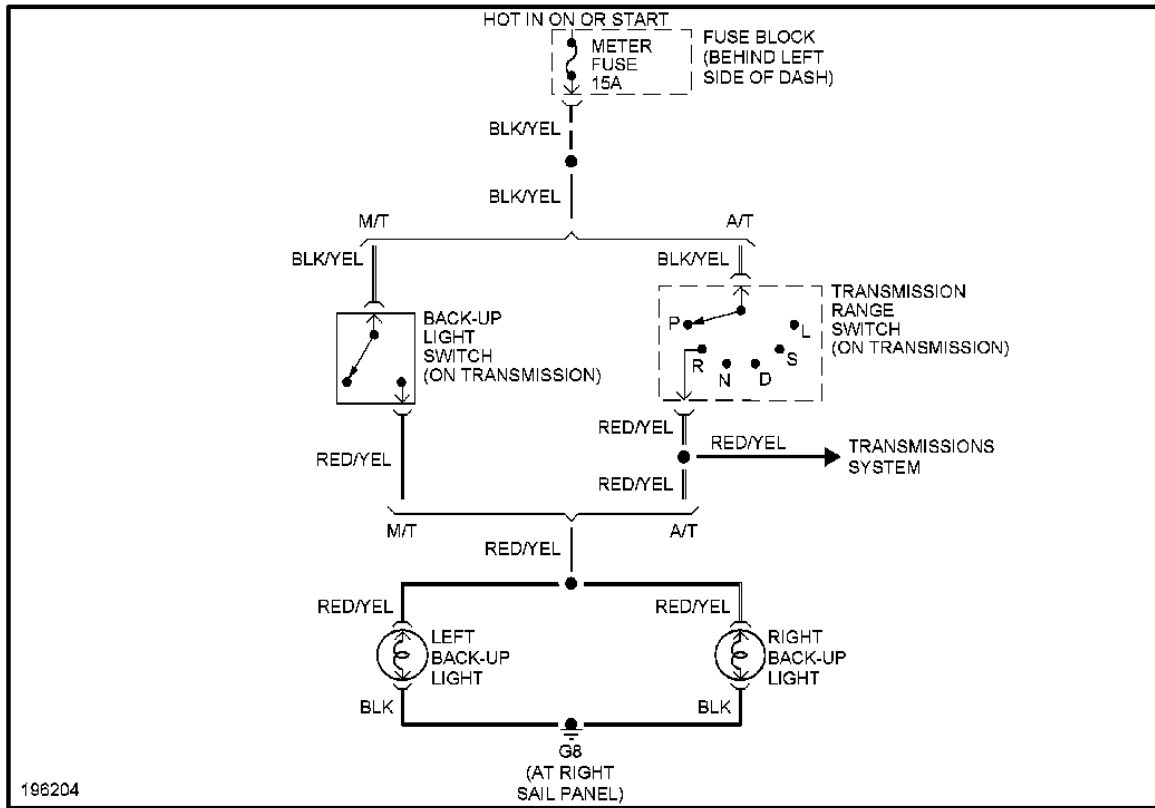 HOT IN ON OR START
METER
FUSE
15A
FUSE BLOCK
(BEHIND LEFT
SIDE OF DASH)
BLK/YEL
BLK/YEL
M/T
A/T
BLK/YEL
BLK/YEL
BACK-UP
LIGHT
SWITCH
(ON TRANSMISSION)
P
R
N
D
S
L
TRANSMISSION
RANGE
SWITCH
(ON TRANSMISSION)
RED/YEL
RED/YEL
RED/YEL
TRANSMISSIONS
SYSTEM
RED/YEL
M/T
A/T
RED/YEL
RED/YEL
RED/YEL
LEFT
BACK-UP
LIGHT
RIGHT
BACK-UP
LIGHT
BLK
BLK
G8
(AT RIGHT
SAIL PANEL)
196204